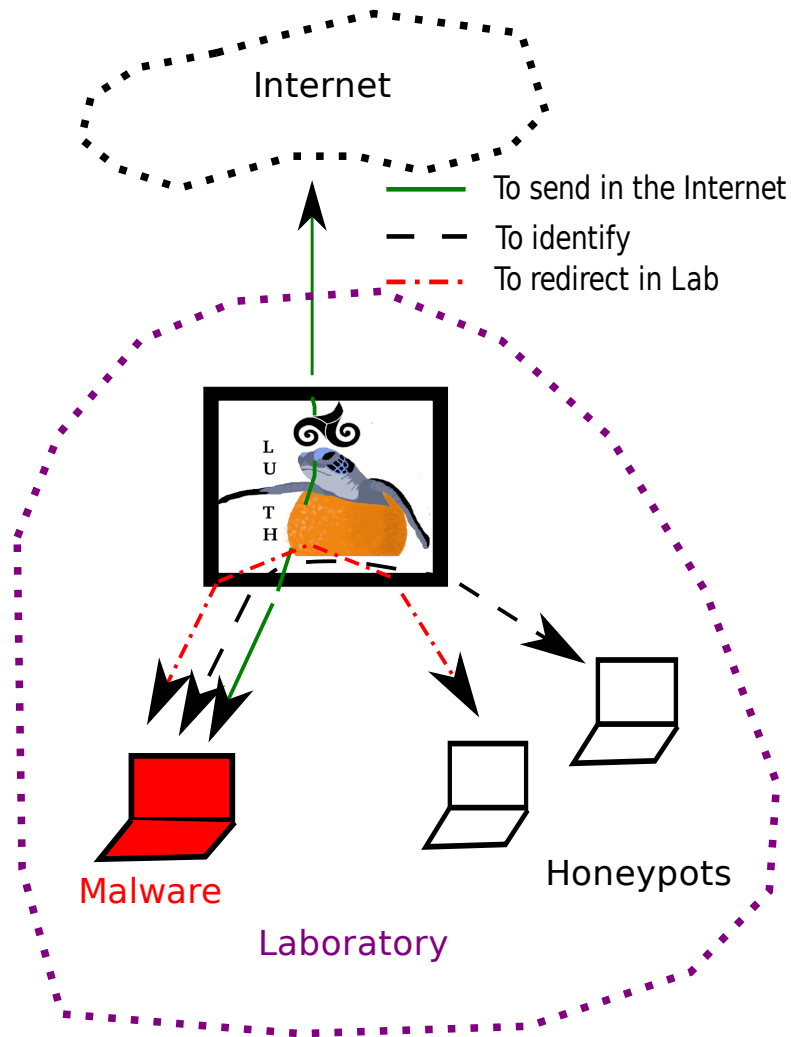 Internet
To send in the Internet
To identify
To redirect in Lab
L
U
T
H
Malware
Honeypots
Laboratory